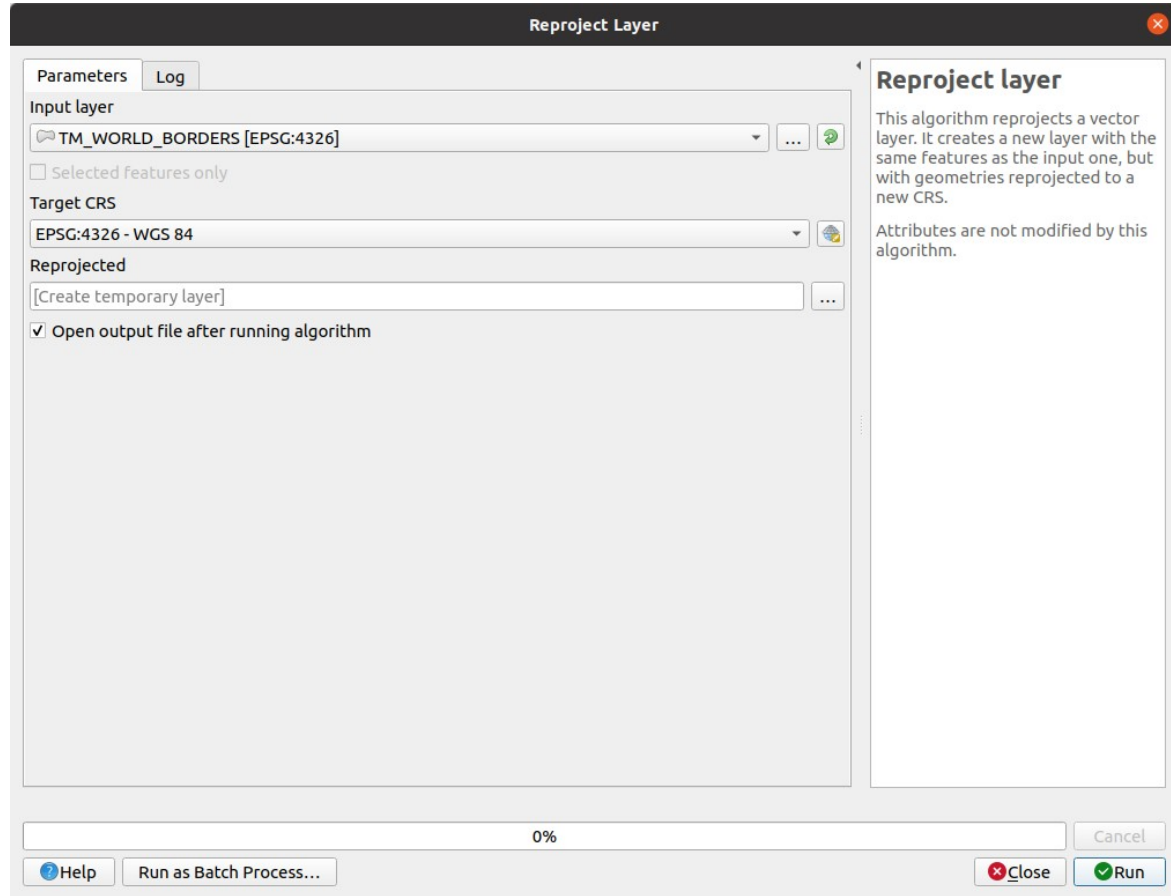 Reproject Layer
Parameters
Log
Input layer
TM_WORLD_BORDERS [EPSG:4326]
...
Selected features only
Target CRS
EPSG:4326 - WGS 84
Reprojected
[Create temporary layer]
...
Open output file after running algorithm
Reproject layer
This algorithm reprojects a vector
layer. It creates a new layer with the
same features as the input one, but
with geometries reprojected to a
new CRS.
Attributes are not modified by this
algorithm.
0%
Cancel
Help
Run as Batch Process...
Close
Run